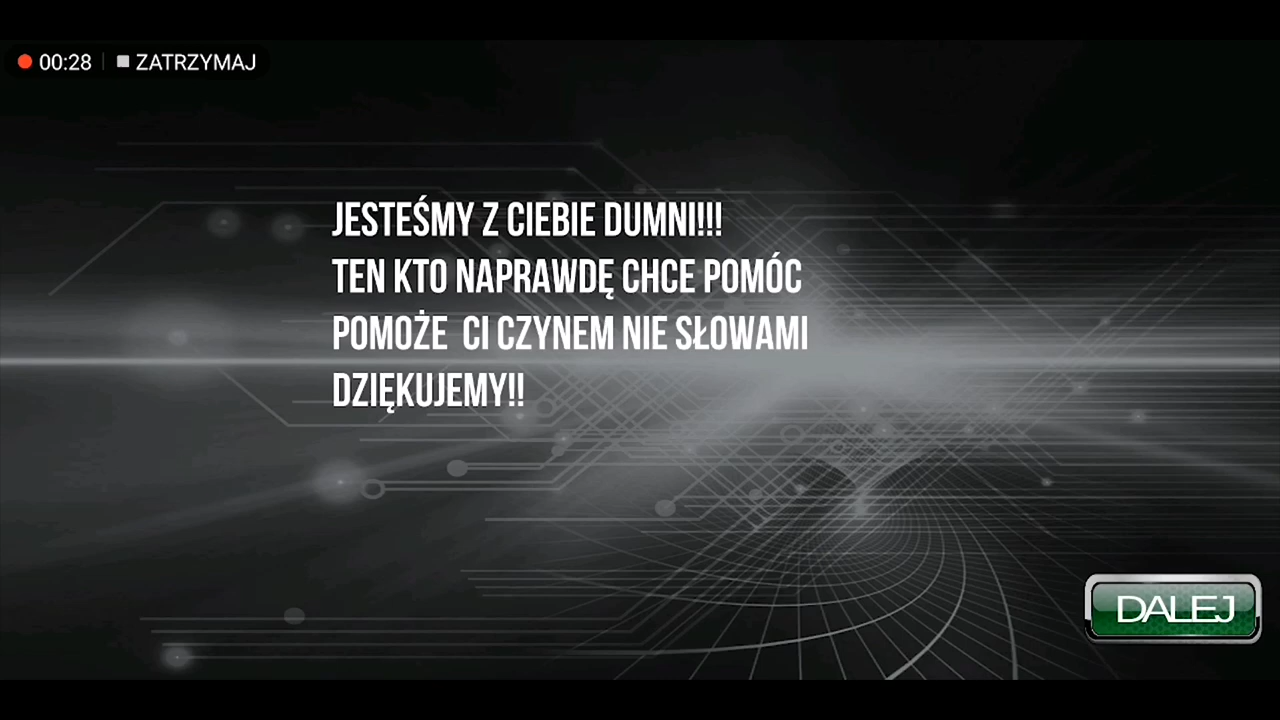 00:28 ZATRZYMAJ
JESTEŚMY Z CIEBIE DUMNI!!!
TEN KTO NAPRAWDĘ CHCE POMÓC
POMOŻE  CI CZYNEM NIE SŁOWAMI
DZIĘKUJEMY!!
DALEJ